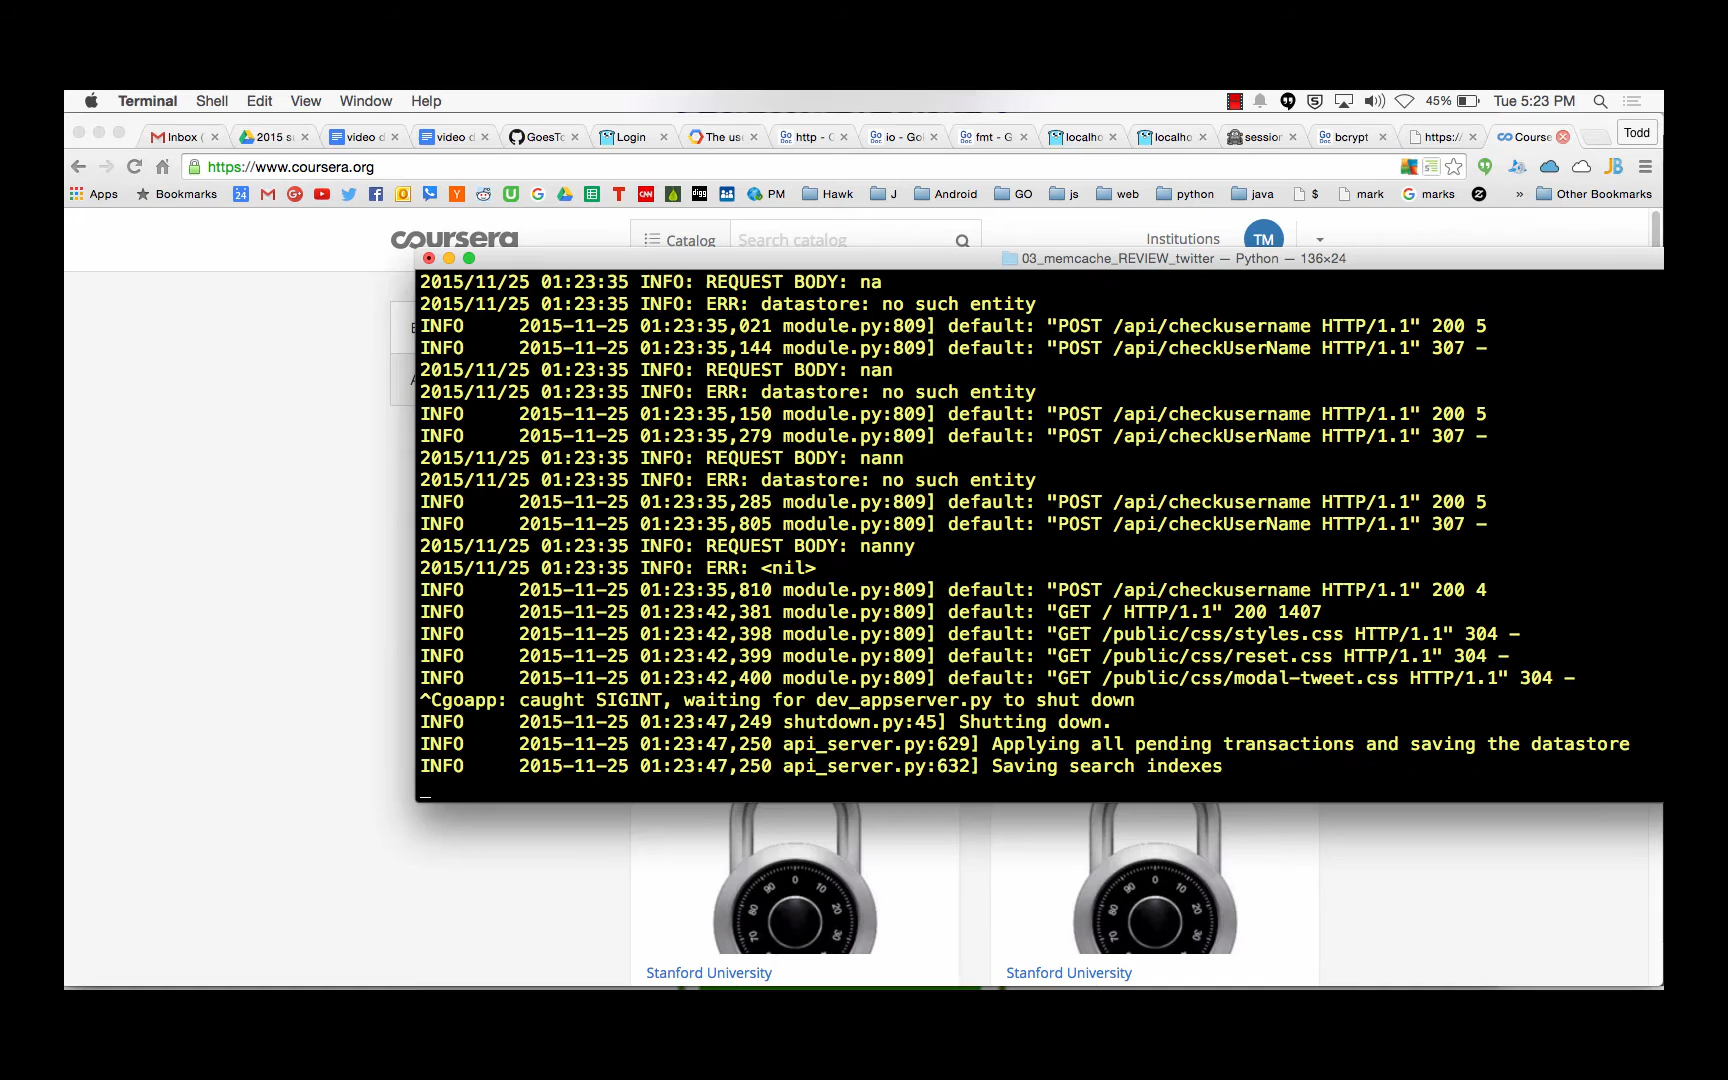 Terminal Shell Edit View Window Help 45% Tue 5:23 PM
Inbox ( 2015 s video d video d GoesTo Login The us http - G io - Go fmt - G localho localho session bcrypt https:/ Course Todd
https://www.coursera.org
Apps Bookmarks 24 CNN digg PM Hawk J Android GO js web python java $ mark marks » Other Bookmarks
coursera Catalog Search catalog Institutions TM
03_memcache_REVIEW_twitter — Python — 136×24
2015/11/25 01:23:35 INFO: REQUEST BODY: na
2015/11/25 01:23:35 INFO: ERR: datastore: no such entity
INFO     2015-11-25 01:23:35,021 module.py:809] default: "POST /api/checkusername HTTP/1.1" 200 5
INFO     2015-11-25 01:23:35,144 module.py:809] default: "POST /api/checkUserName HTTP/1.1" 307 -
2015/11/25 01:23:35 INFO: REQUEST BODY: nan
2015/11/25 01:23:35 INFO: ERR: datastore: no such entity
INFO     2015-11-25 01:23:35,150 module.py:809] default: "POST /api/checkusername HTTP/1.1" 200 5
INFO     2015-11-25 01:23:35,279 module.py:809] default: "POST /api/checkUserName HTTP/1.1" 307 -
2015/11/25 01:23:35 INFO: REQUEST BODY: nann
2015/11/25 01:23:35 INFO: ERR: datastore: no such entity
INFO     2015-11-25 01:23:35,285 module.py:809] default: "POST /api/checkusername HTTP/1.1" 200 5
INFO     2015-11-25 01:23:35,805 module.py:809] default: "POST /api/checkUserName HTTP/1.1" 307 -
2015/11/25 01:23:35 INFO: REQUEST BODY: nanny
2015/11/25 01:23:35 INFO: ERR: <nil>
INFO     2015-11-25 01:23:35,810 module.py:809] default: "POST /api/checkusername HTTP/1.1" 200 4
INFO     2015-11-25 01:23:42,381 module.py:809] default: "GET / HTTP/1.1" 200 1407
INFO     2015-11-25 01:23:42,398 module.py:809] default: "GET /public/css/styles.css HTTP/1.1" 304 -
INFO     2015-11-25 01:23:42,399 module.py:809] default: "GET /public/css/reset.css HTTP/1.1" 304 -
INFO     2015-11-25 01:23:42,400 module.py:809] default: "GET /public/css/modal-tweet.css HTTP/1.1" 304 -
^Cgoapp: caught SIGINT, waiting for dev_appserver.py to shut down
INFO     2015-11-25 01:23:47,249 shutdown.py:45] Shutting down.
INFO     2015-11-25 01:23:47,250 api_server.py:629] Applying all pending transactions and saving the datastore
INFO     2015-11-25 01:23:47,250 api_server.py:632] Saving search indexes
Stanford University Stanford University